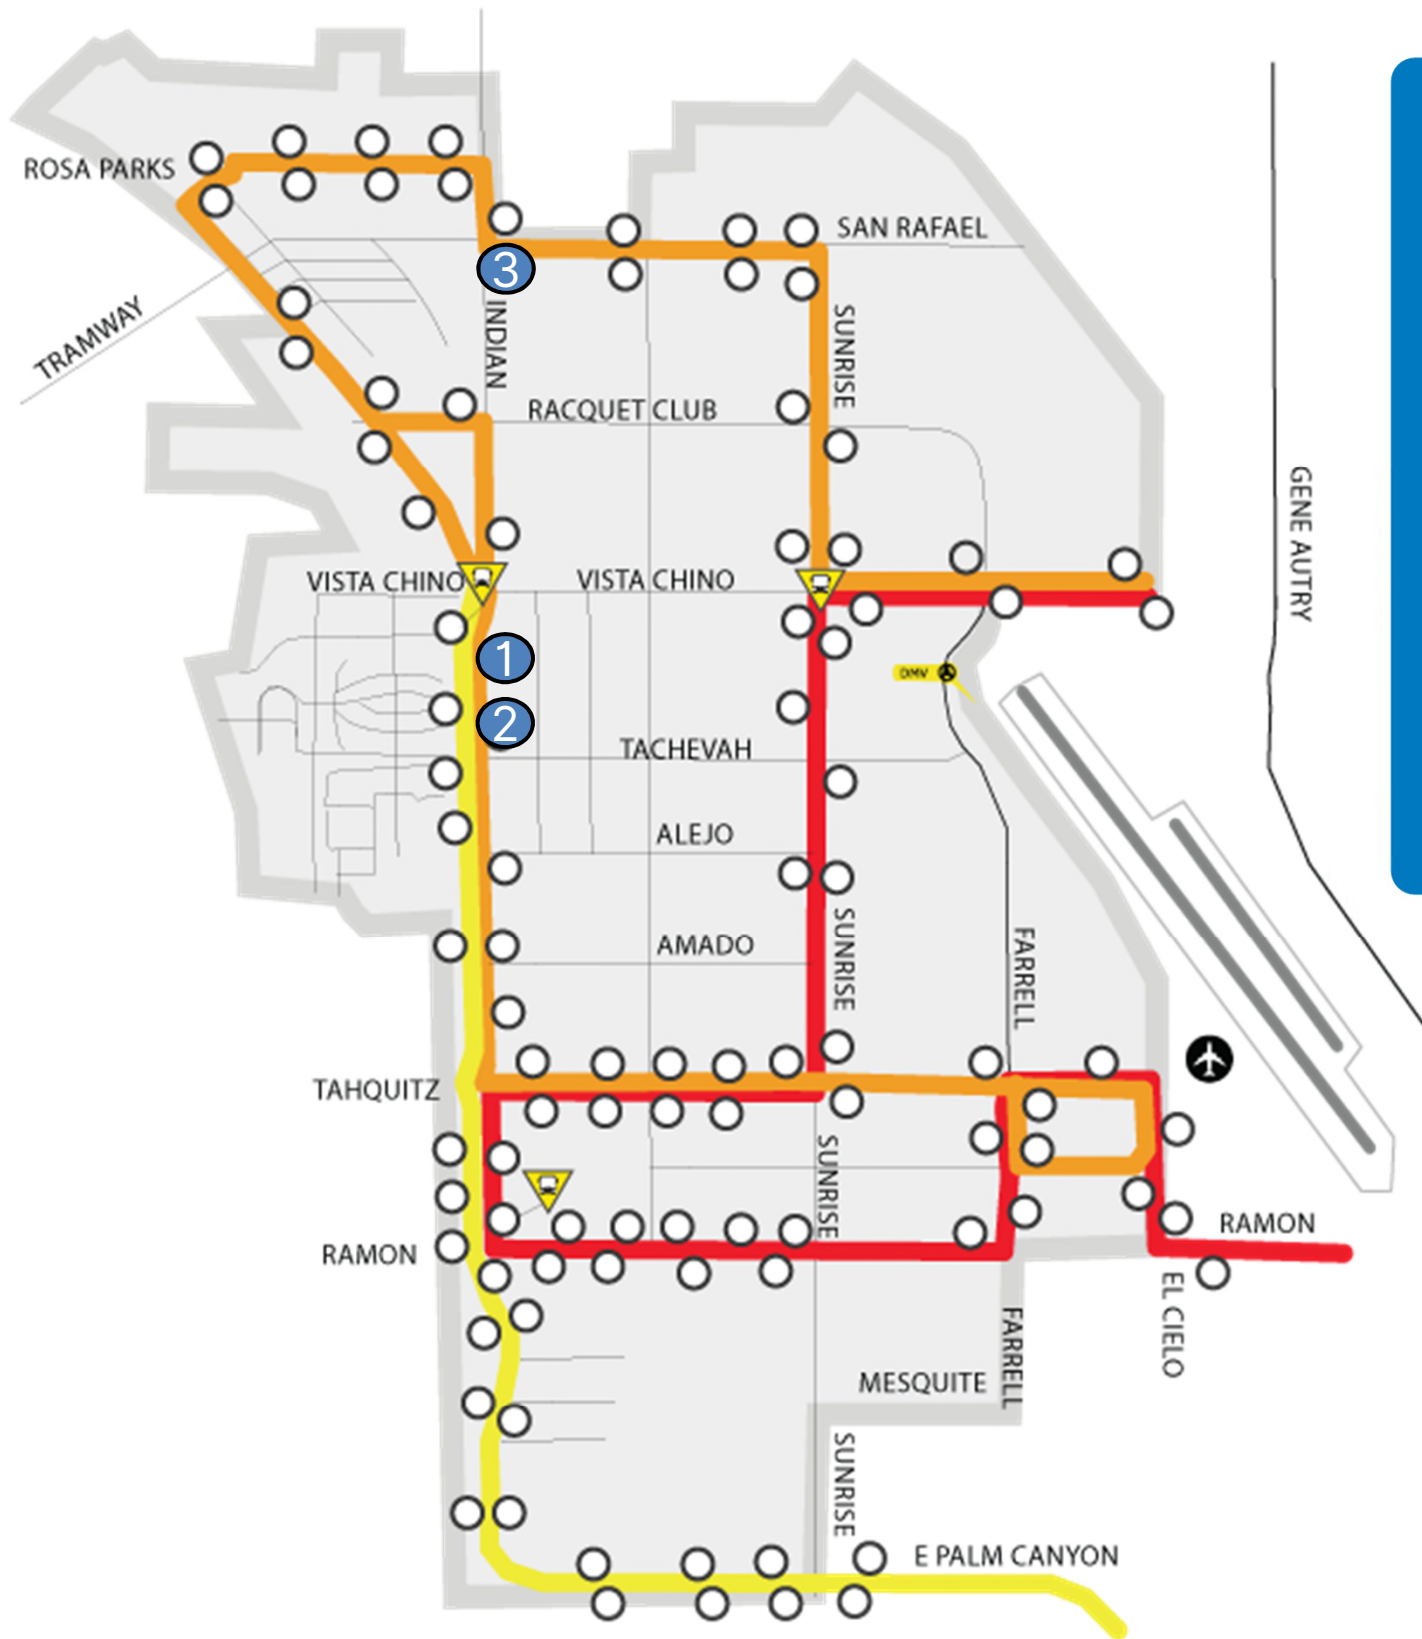 ROSA PARKS
SAN RAFAEL
3
TRAMWAY
INDIAN
SUNRISE
RACQUET CLUB
GENE AUTRY
VISTA CHINO
VISTA CHINO
1
DMV
2
TACHEVAH
ALEJO
SUNRISE
FARRELL
AMADO
TAHQUITZ
SUNRISE
RAMON
RAMON
EL CIELO
FARRELL
MESQUITE
SUNRISE
E PALM CANYON